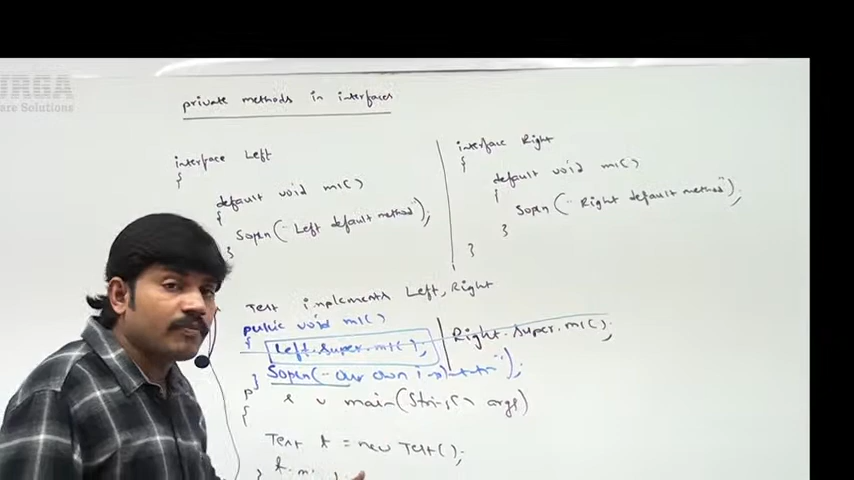 URGA
are Solutions
private methods in interfaces
interface Left
{
default void m1()
{
Sopln("Left default method");
}
interface Right
{
default void m1()
{
Sopln("Right default method");
}
}
Test implements Left, Right
public void m1()
{
Left.super.m1();
Right.super.m1();
Sopln("our own
}
P s v main(String[] args)
{
Test t = new Test();
t.m1
}